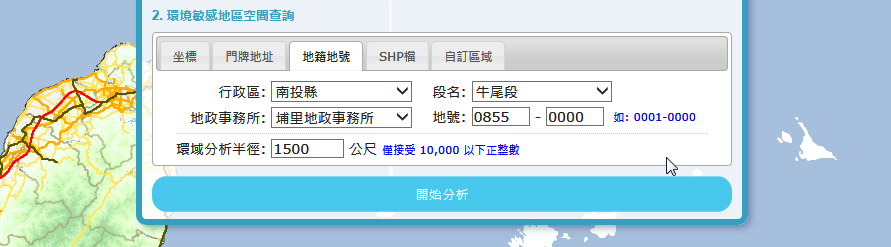 2. 環境敏感地區空間查詢
坐標 門牌地址 地籍地號 SHP檔 自訂區域
行政區: 南投縣 段名: 牛尾段
地政事務所: 埔里地政事務所 地號: 0855 - 0000 如: 0001-0000
環域分析半徑: 1500 公尺 僅接受 10,000 以下正整數
開始分析